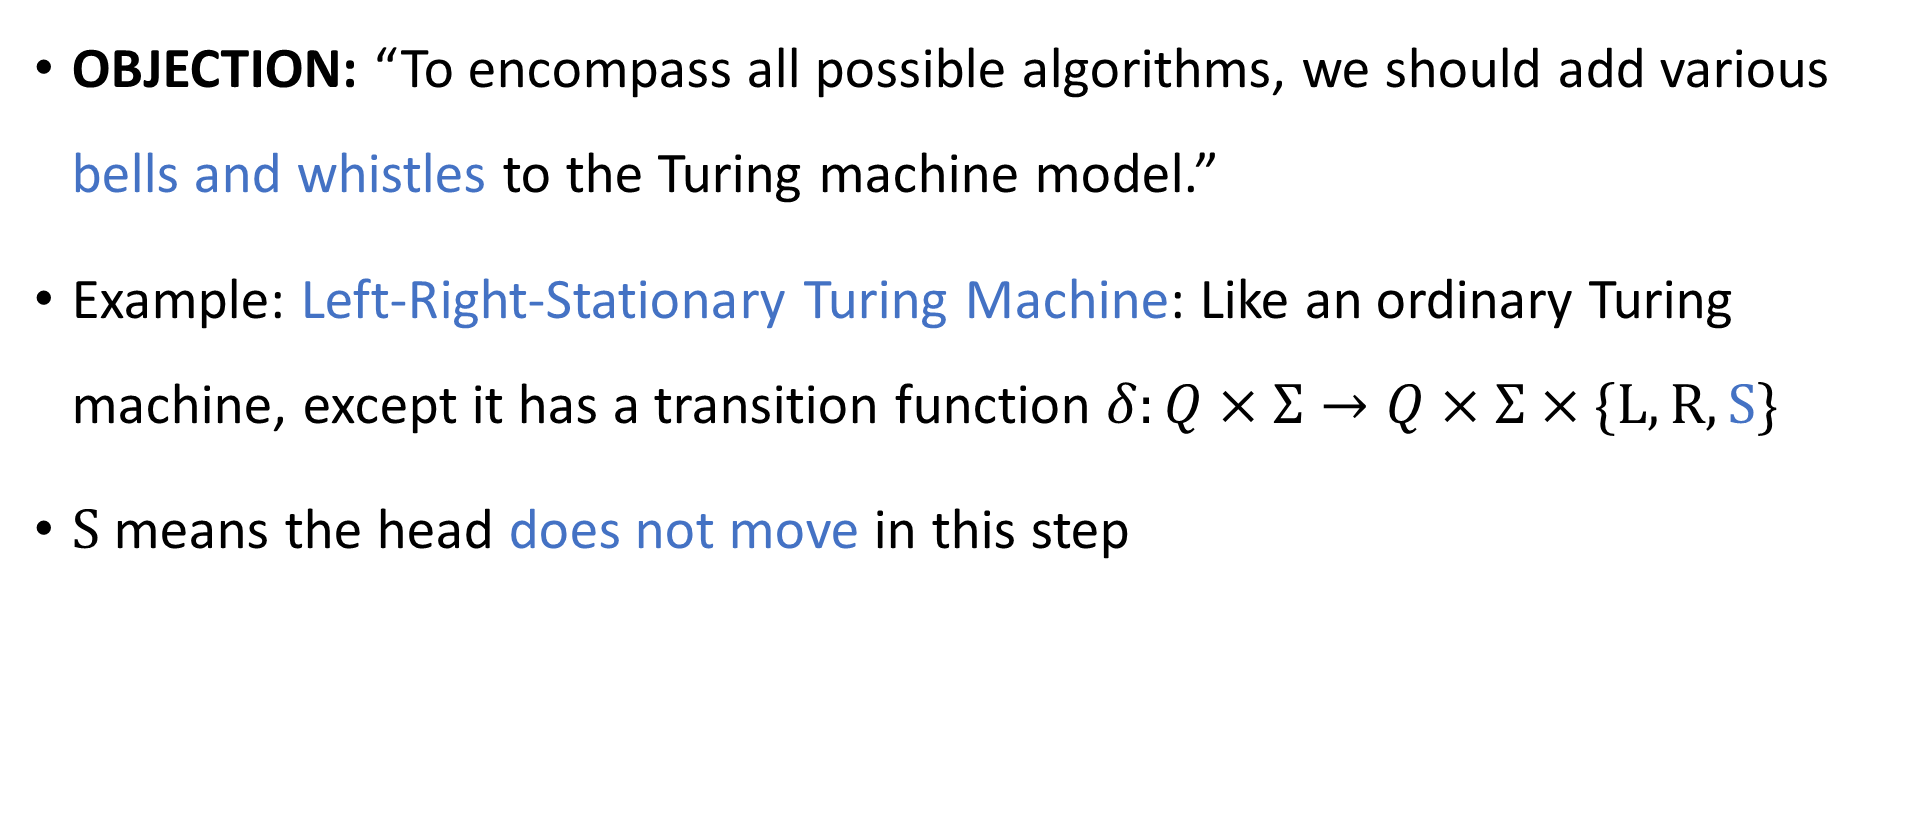 • OBJECTION: “To encompass all possible algorithms, we should add various
bells and whistles to the Turing machine model.”
• Example: Left-Right-Stationary Turing Machine: Like an ordinary Turing
machine, except it has a transition function 𝛿: 𝑄 × Σ → 𝑄 × Σ × {L, R, S}
• S means the head does not move in this step